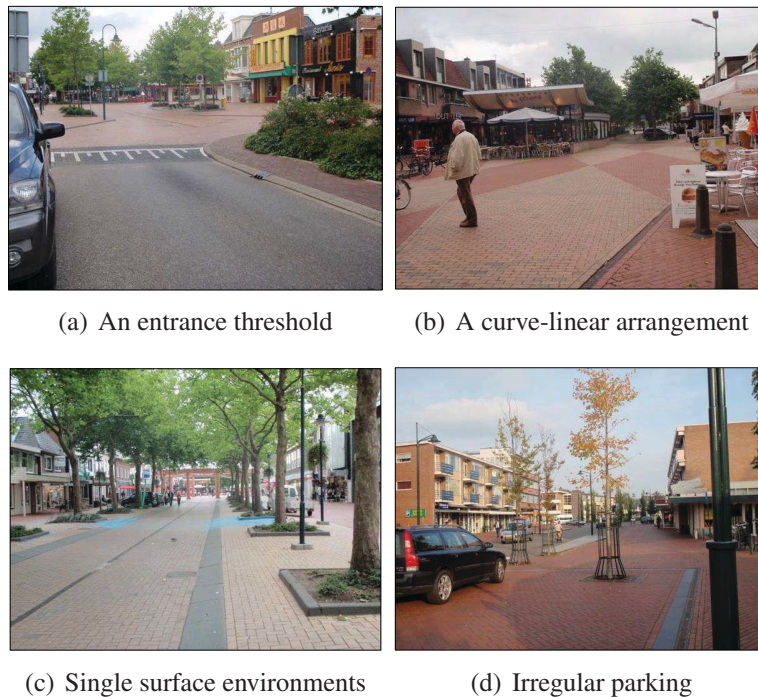 (a) An entrance threshold
(b) A curve-linear arrangement
(c) Single surface environments
(d) Irregular parking